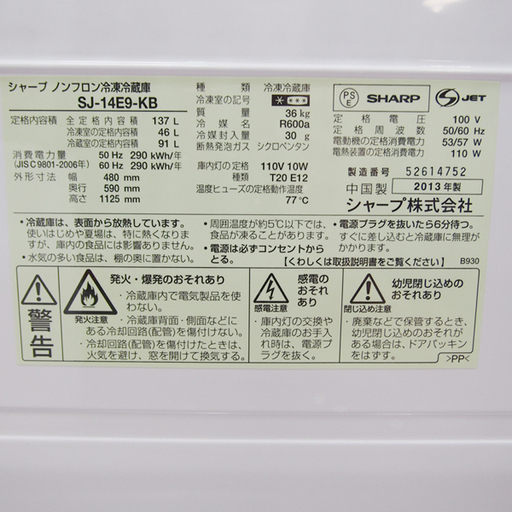 シャープ ノンフロン冷凍冷蔵庫
SJ-14E9-KB
定格内容積 全定格内容積 137 L
冷凍室の定格内容積 46 L
冷蔵室の定格内容積 91 L
消費電力量 50 Hz 290 kWh/年
(JIS C 9801-2006年) 60 Hz 290 kWh/年
外形寸法 幅 480 mm
奥行 590 mm
高さ 1125 mm
種類 冷凍冷蔵庫
冷凍室の記号
質量 36 kg
冷媒 R600a
冷媒封入量 30 g
断熱発泡ガス シクロペンタン
庫内灯の定格 110V 10W
T20 E12
温度ヒューズの定格動作温度
77℃
PS
E
SHARP
S JET
定格電圧 100 V
定格周波数 50/60 Hz
電動機の定格消費電力 53/57 W
電熱装置の定格消費電力 110 W
製造番号 52614752
中国製 2013年製
シャープ株式会社
・冷蔵庫は、表面から放熱しています。
使いはじめや夏場は、特に熱くなりま
すが、庫内の食品には影響ありません。
・水気の多い食品は、棚の奥に置かない。
・周囲温度が約5℃以下では、
食品が凍ることがあります。
・電源は必ずコンセントから
とる。
・電源プラグを抜いたら6分待つ。
すぐに差し込むと冷蔵庫に無理が
かかります。
【くわしくは取扱説明書をご覧ください】
B930
警告
発火注意
発火・爆発のおそれあり
・冷蔵庫内で電気製品を使
わない。
・冷蔵庫背面・側面などに
ある冷却回路(配管)を傷付けない。
・冷却回路(配管)を傷付けたときは、
火気を避け、窓を開けて換気する。
感電注意
感電の
おそれ
あり
・庫内灯の交換や
冷蔵庫のお手入
れ時は、電源プ
ラグを抜く。
閉じ込め注意
幼児閉じ込めの
おそれあり
・廃棄などで保管するとき、
幼児閉じ込めのおそれが
ある場合は、ドアパッキン
をはずす。
>PP<